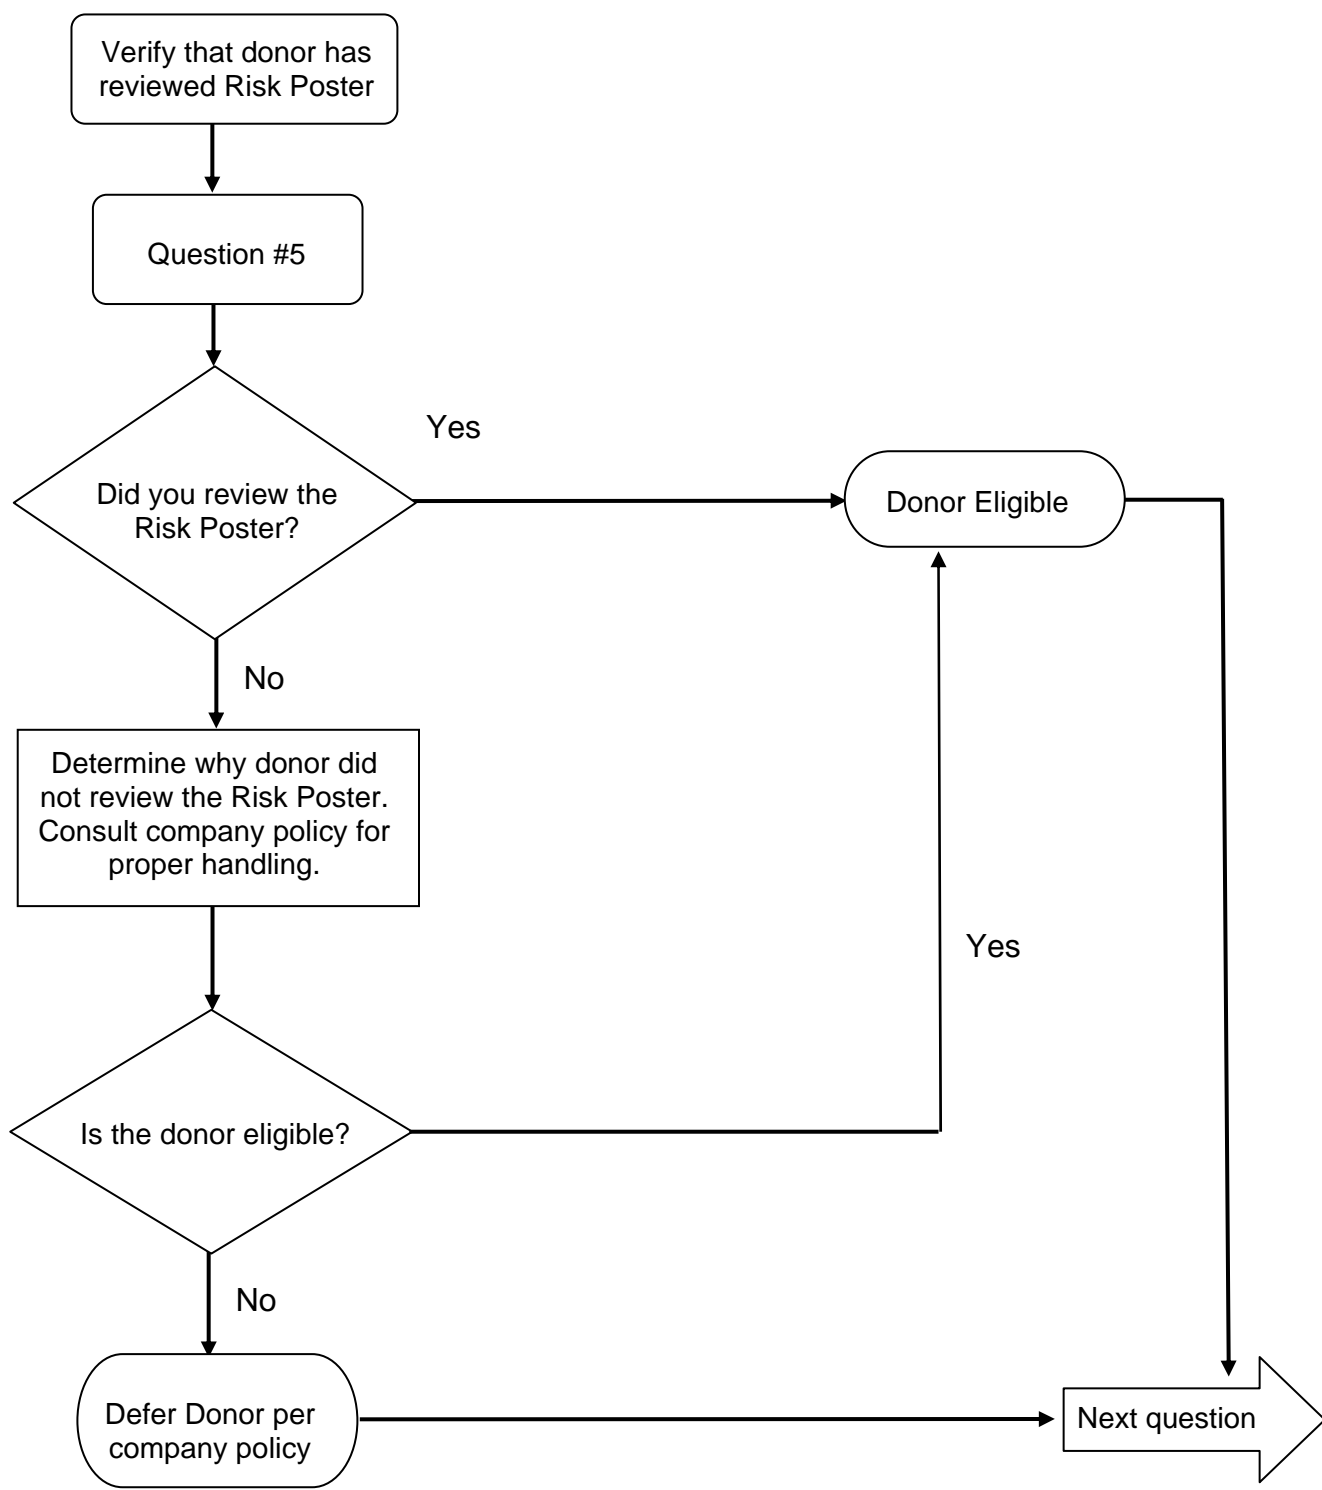 Verify that donor has
reviewed Risk Poster
Question #5
Yes
Did you review the
Risk Poster?
Donor Eligible
No
Determine why donor did
not review the Risk Poster.
Consult company policy for
proper handling.
Yes
Is the donor eligible?
No
Defer Donor per
company policy
Next question